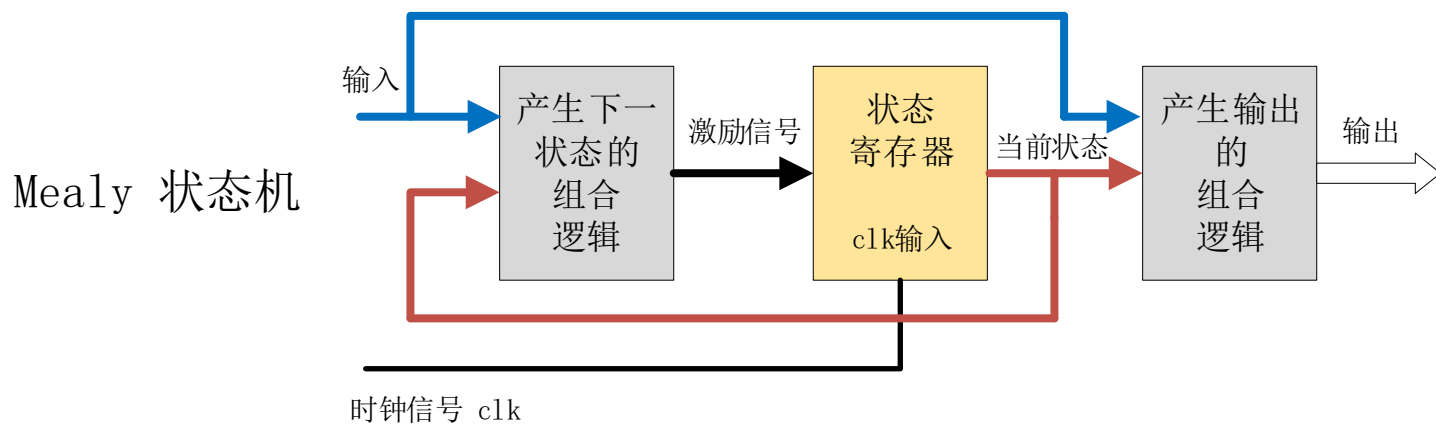 Mealy 状态机
输入
产生下一
状态的
组合
逻辑
激励信号
状态
寄存器
clk输入
当前状态
产生输出
的
组合
逻辑
输出
时钟信号 clk